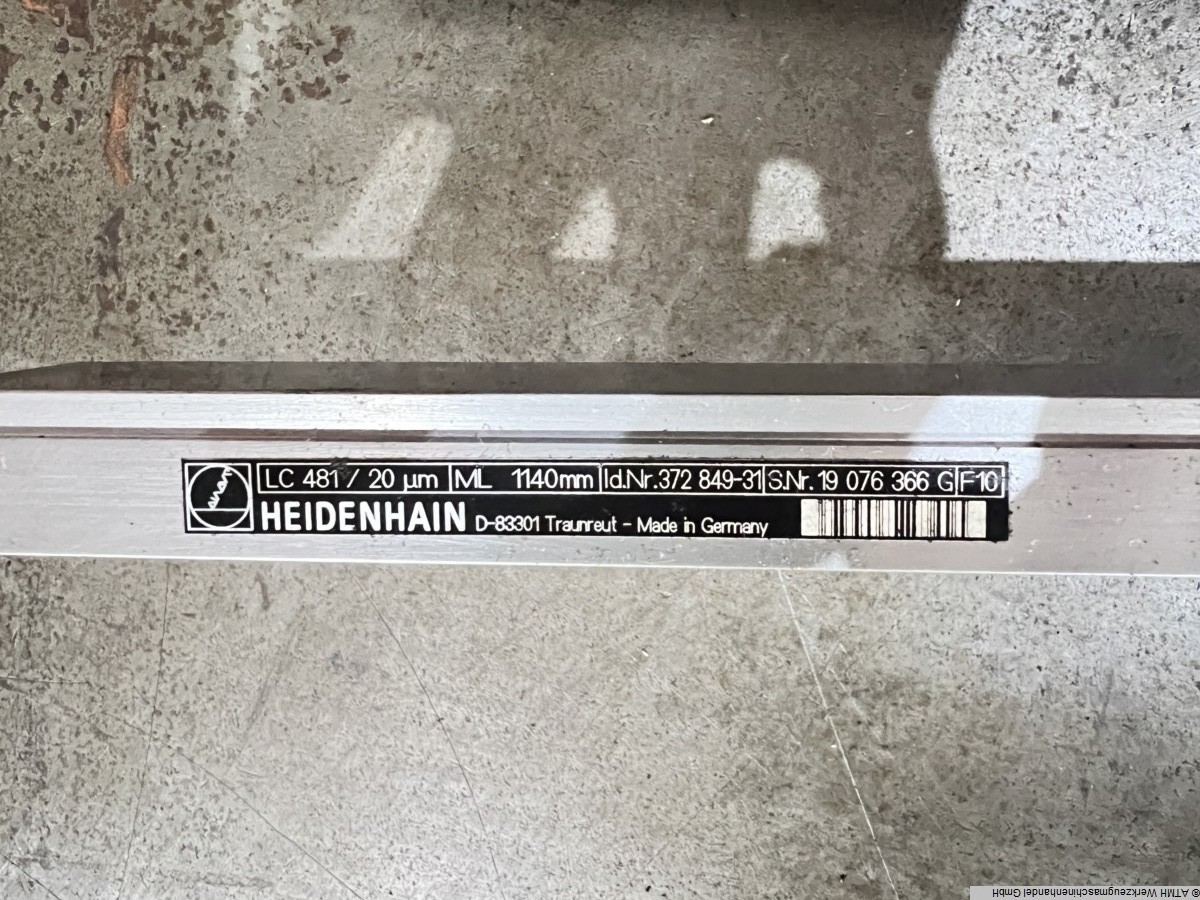 LC 481 / 20 µm ML 1140mm Id.Nr.372 849-31 S.Nr. 19 076 366 G F10
HEIDENHAIN D-83301 Traunreut - Made in Germany
© ATMH Werkzeugmaschinenhandel GmbH